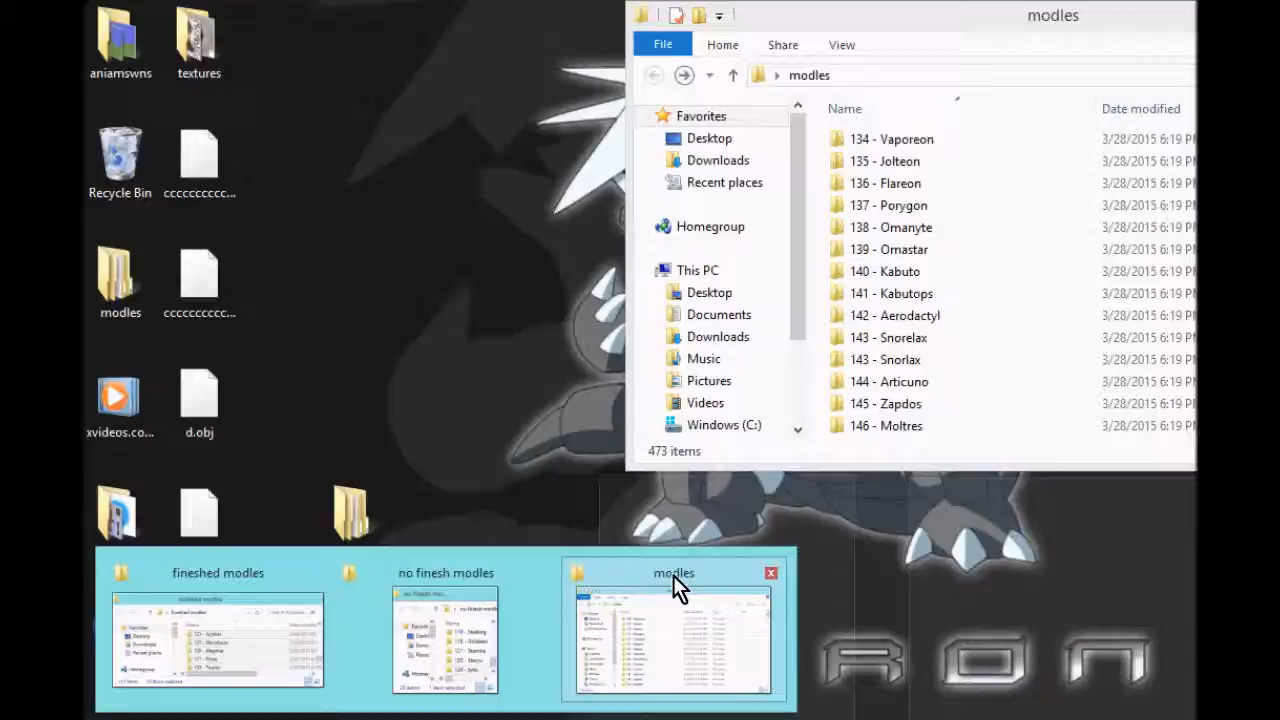 aniamswns
textures
Recycle Bin
cccccccccc...
modles
cccccccccc...
xvideos.co...
d.obj
modles
File
Home
Share
View
modles
Name
Date modified
Favorites
Desktop
Downloads
Recent places
Homegroup
This PC
Desktop
Documents
Downloads
Music
Pictures
Videos
Windows (C:)
134 - Vaporeon
3/28/2015 6:19 PM
135 - Jolteon
3/28/2015 6:19 PM
136 - Flareon
3/28/2015 6:19 PM
137 - Porygon
3/28/2015 6:19 PM
138 - Omanyte
3/28/2015 6:19 PM
139 - Omastar
3/28/2015 6:19 PM
140 - Kabuto
3/28/2015 6:19 PM
141 - Kabutops
3/28/2015 6:19 PM
142 - Aerodactyl
3/28/2015 6:19 PM
143 - Snorelax
3/28/2015 6:19 PM
143 - Snorlax
3/28/2015 6:19 PM
144 - Articuno
3/28/2015 6:19 PM
145 - Zapdos
3/28/2015 6:19 PM
146 - Moltres
3/28/2015 6:19 PM
473 items
fineshed modles
no finesh modles
modles